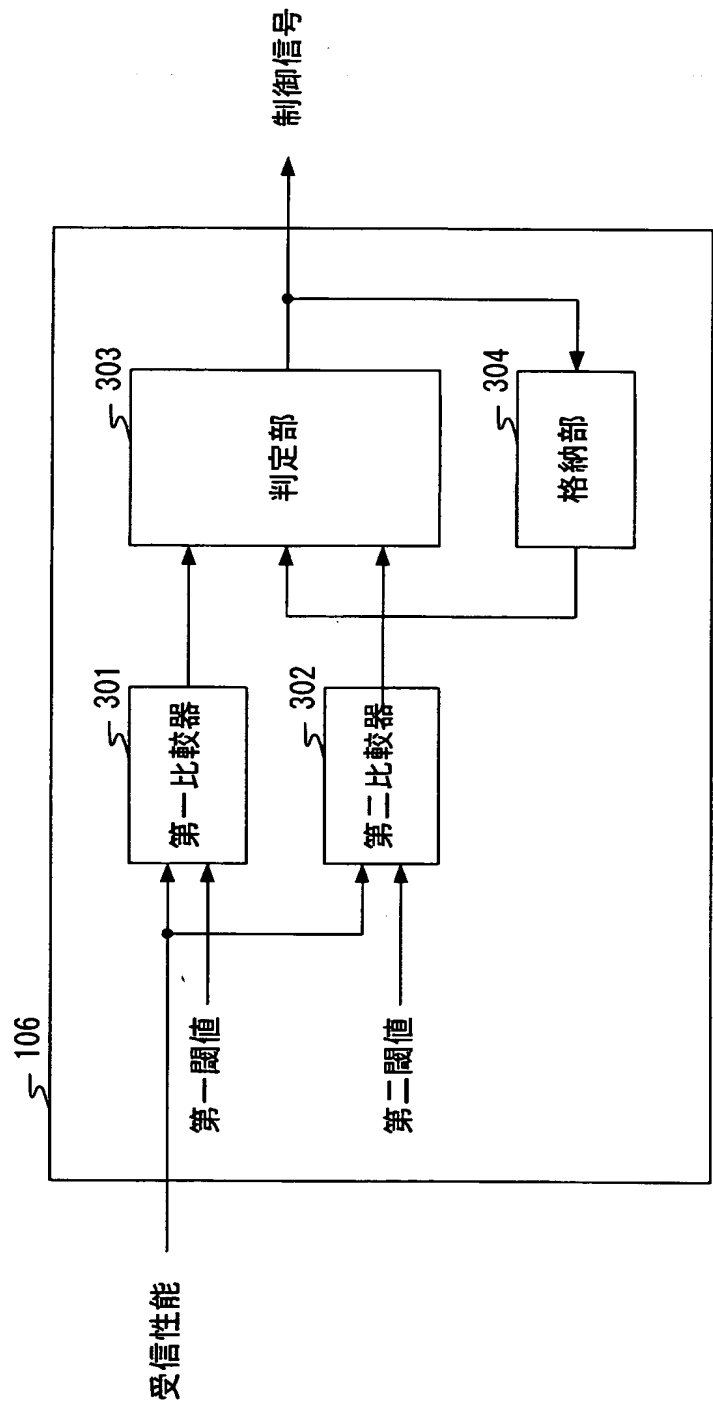 106
受信性能
第一閾値
第二閾値
301
第一比較器
302
第二比較器
303
判定部
304
格納部
制御信号